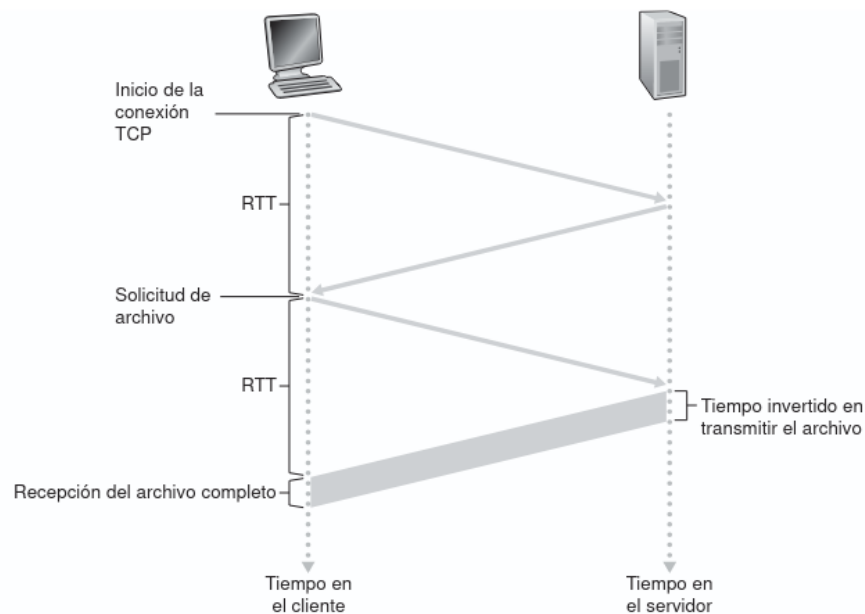 Inicio de la
conexión
TCP
RTT
Solicitud de
archivo
RTT
Tiempo invertido en
transmitir el archivo
Recepción del archivo completo
Tiempo en
el cliente
Tiempo en
el servidor